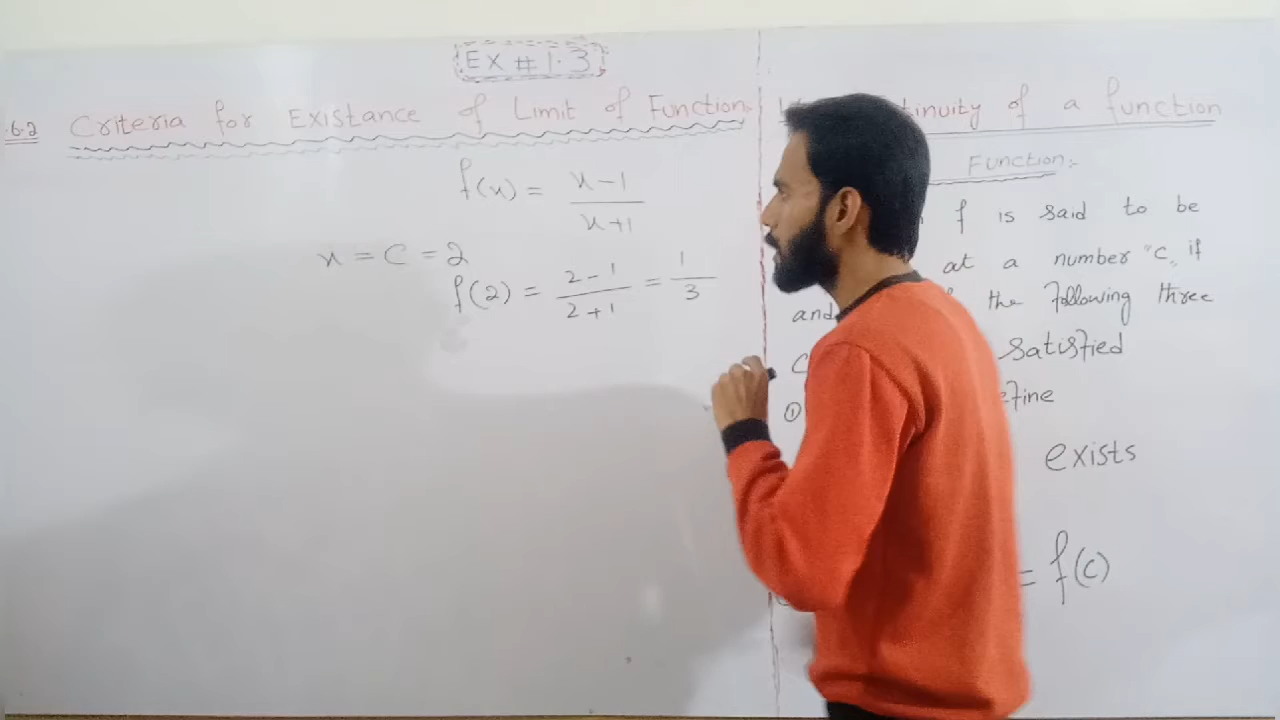 EX # 1.3
6.2 Criteria for Existance of Limit of Function:-
f(x) = x-1 / x+1
x = C = 2
f(2) = 2-1 / 2+1 = 1 / 3
of a function
Function:-
f is said to be
at a number "c" if
and the following three
satisfied
①
exists
= f(c)